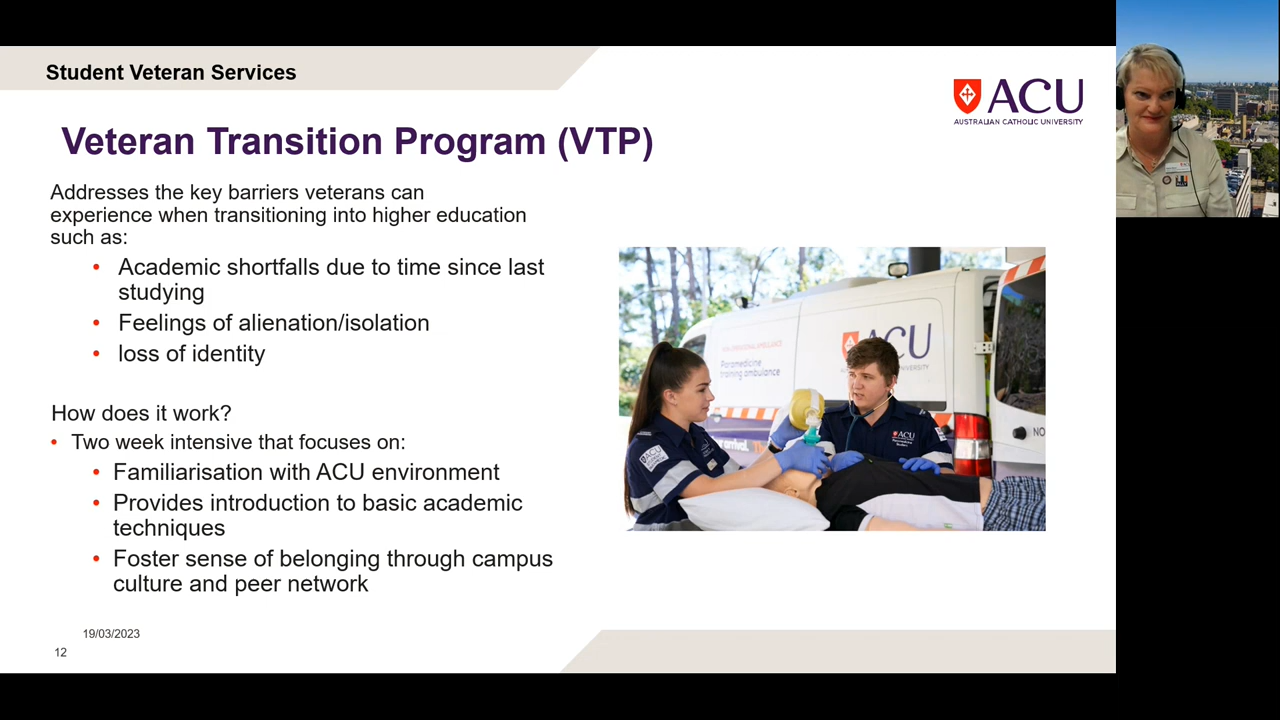 Student Veteran Services
ACU
AUSTRALIAN CATHOLIC UNIVERSITY
Veteran Transition Program (VTP)
Addresses the key barriers veterans can
experience when transitioning into higher education
such as:
• Academic shortfalls due to time since last
studying
• Feelings of alienation/isolation
• loss of identity
How does it work?
• Two week intensive that focuses on:
• Familiarisation with ACU environment
• Provides introduction to basic academic
techniques
• Foster sense of belonging through campus
culture and peer network
ACU
Paramedicine
training ambulance
ACU
ACU
NO
19/03/2023
12